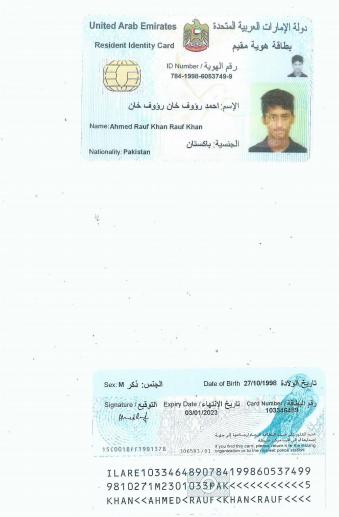 United Arab Emirates
دولة الإمارات العربية المتحدة
Resident Identity Card
بطاقة هوية مقيم
ID Number / رقم الهوية
784-1998-6053749-9
الإسم: احمد رؤوف خان رؤوف خان
Name: Ahmed Rauf Khan Rauf Khan
الجنسية: باكستان
Nationality: Pakistan
Sex: M الجنس: ذكر
Date of Birth 27/10/1998 تاريخ الولادة
Signature / التوقيع
Expiry Date / تاريخ الإنتهاء
03/01/2023
Card Number / رقم البطاقة
103346489
If you find this card, please return it to the issuing
organisation or to the nearest police station
ILARE1033464890784199860537499
9810271M2301033PAK<<<<<<<<<<<5
KHAN<<AHMED<RAUF<KHAN<RAUF<<<<